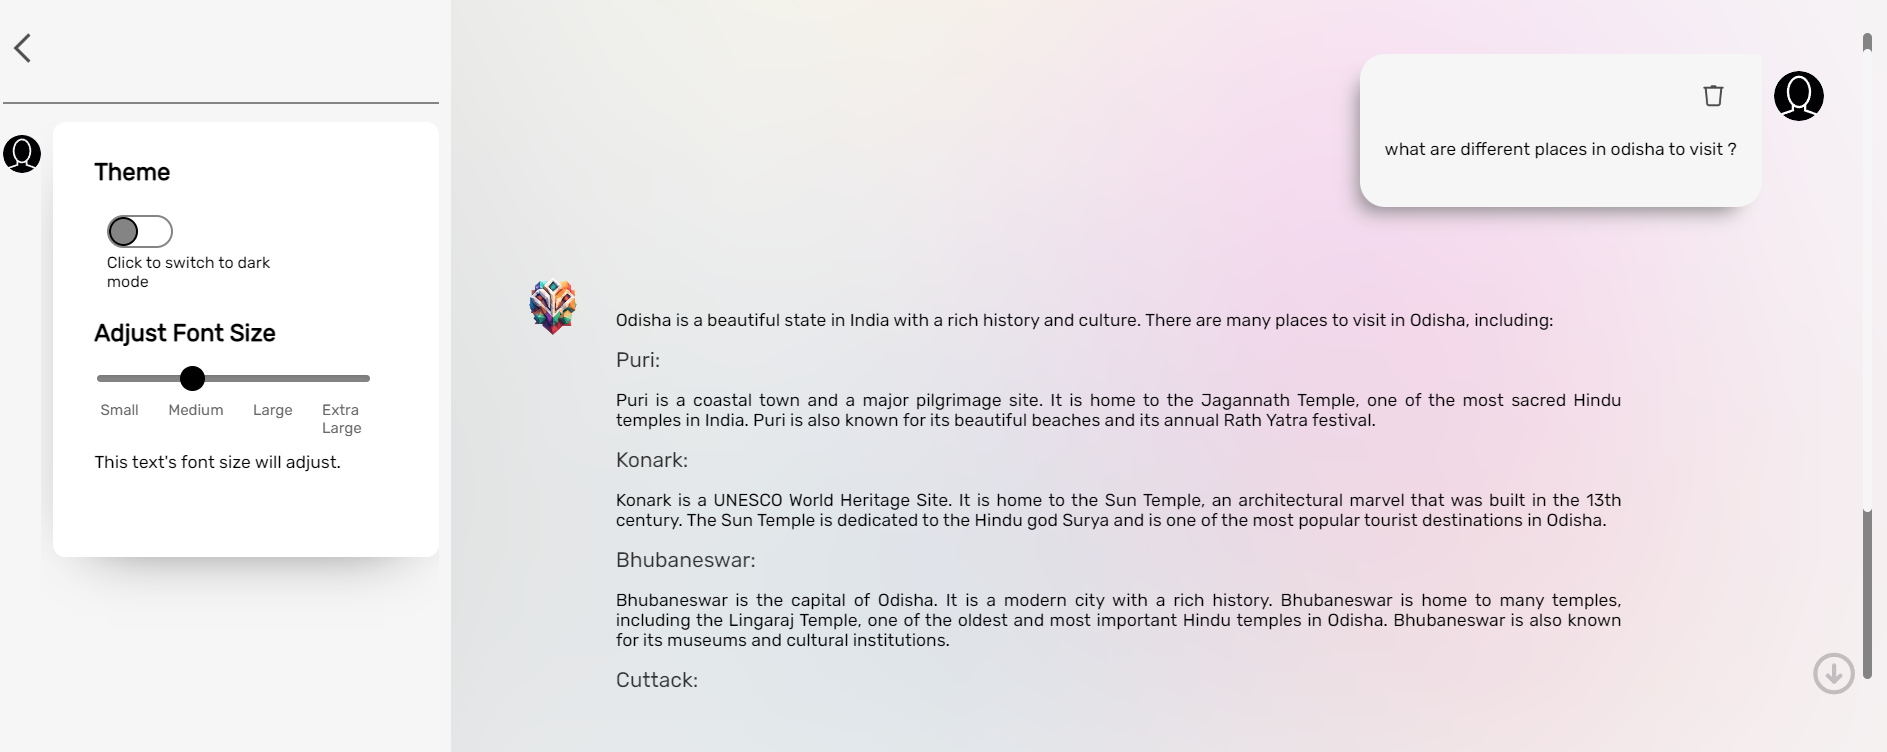 Theme
Click to switch to dark
mode
Adjust Font Size
Small
Medium
Large
Extra
Large
This text's font size will adjust.
what are different places in odisha to visit ?
Odisha is a beautiful state in India with a rich history and culture. There are many places to visit in Odisha, including:
Puri:
Puri is a coastal town and a major pilgrimage site. It is home to the Jagannath Temple, one of the most sacred Hindu
temples in India. Puri is also known for its beautiful beaches and its annual Rath Yatra festival.
Konark:
Konark is a UNESCO World Heritage Site. It is home to the Sun Temple, an architectural marvel that was built in the 13th
century. The Sun Temple is dedicated to the Hindu god Surya and is one of the most popular tourist destinations in Odisha.
Bhubaneswar:
Bhubaneswar is the capital of Odisha. It is a modern city with a rich history. Bhubaneswar is home to many temples,
including the Lingaraj Temple, one of the oldest and most important Hindu temples in Odisha. Bhubaneswar is also known
for its museums and cultural institutions.
Cuttack: